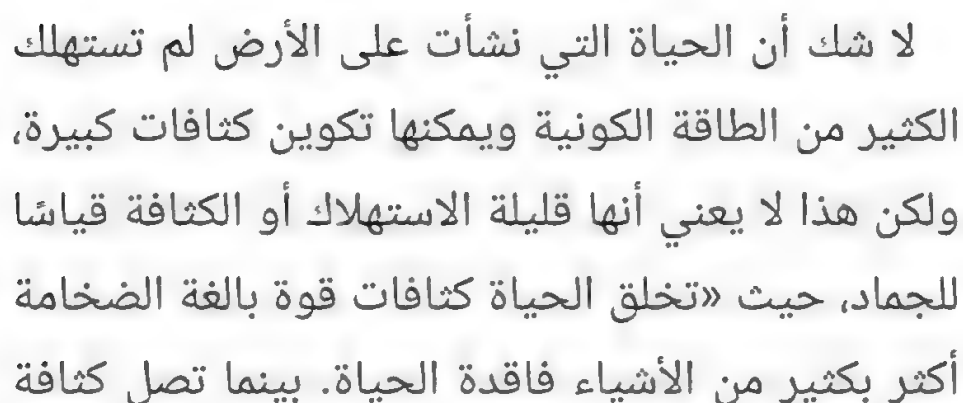 لا شك أن الحياة التي نشأت على الأرض لم تستهلك
الكثير من الطاقة الكونية ويمكنها تكوين كثافات كبيرة،
ولكن هذا لا يعني أنها قليلة الاستهلاك أو الكثافة قياسًا
للجماد، حيث «تخلق الحياة كثافات قوة بالغة الضخامة
أكثر بكثير من الأشياء فاقدة الحياة. بينما تصل كثافة